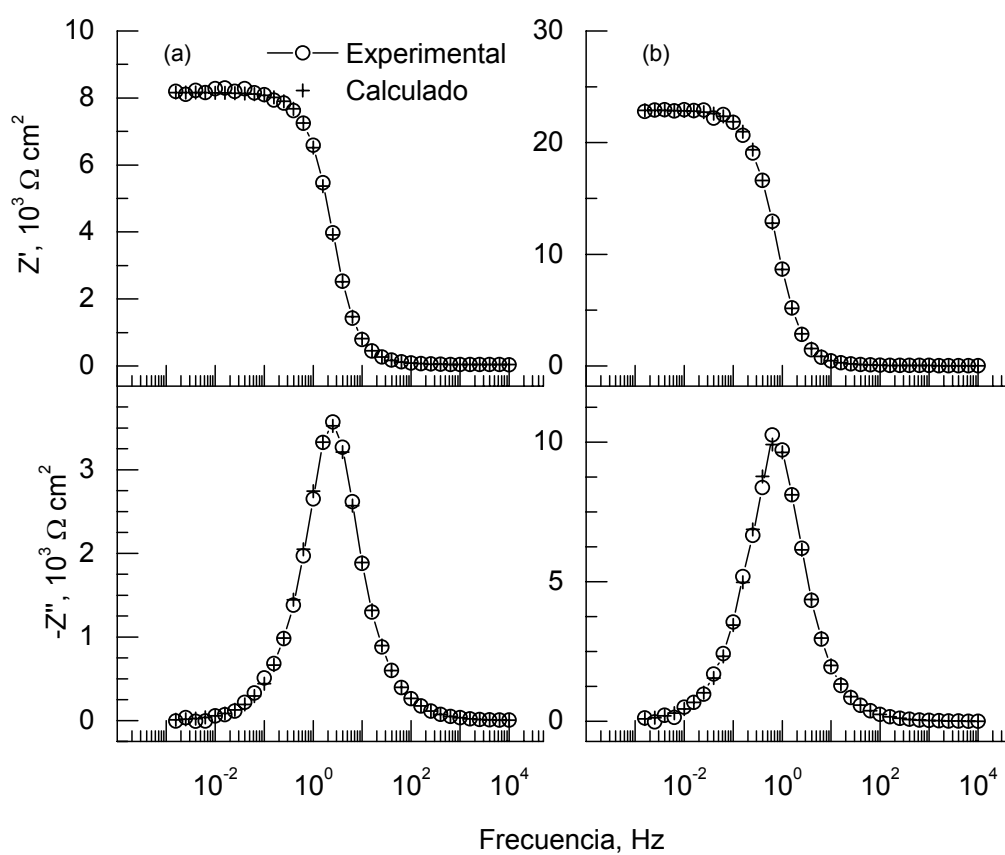 (a)
Experimental
Calculado
(b)
10
8
6
4
2
0
Z', 10³ Ω cm²
30
20
10
0
3
2
1
0
-Z'', 10³ Ω cm²
10
5
0
10⁻² 10⁰ 10² 10⁴
10⁻² 10⁰ 10² 10⁴
Frecuencia, Hz